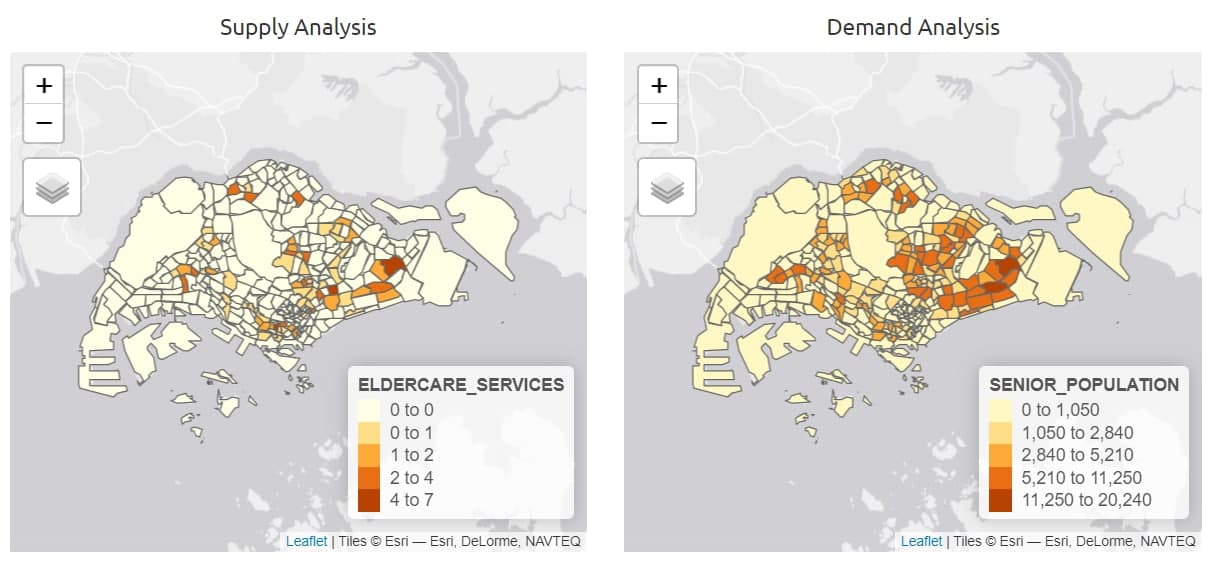 Supply Analysis
+
−
ELDERCARE_SERVICES
0 to 0
0 to 1
1 to 2
2 to 4
4 to 7
Leaflet | Tiles © Esri — Esri, DeLorme, NAVTEQ
Demand Analysis
+
−
SENIOR_POPULATION
0 to 1,050
1,050 to 2,840
2,840 to 5,210
5,210 to 11,250
11,250 to 20,240
Leaflet | Tiles © Esri — Esri, DeLorme, NAVTEQ